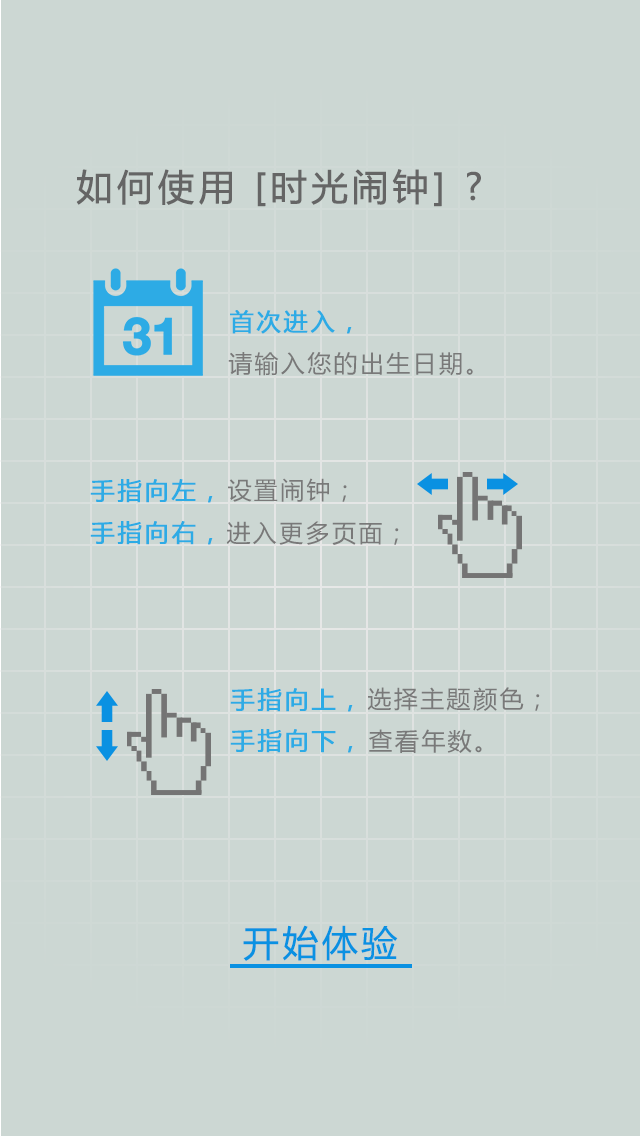 如何使用 [时光闹钟] ?
31
首次进入，
请输入您的出生日期。
手指向左，设置闹钟；
手指向右，进入更多页面；
手指向上，选择主题颜色；
手指向下，查看年数。
开始体验